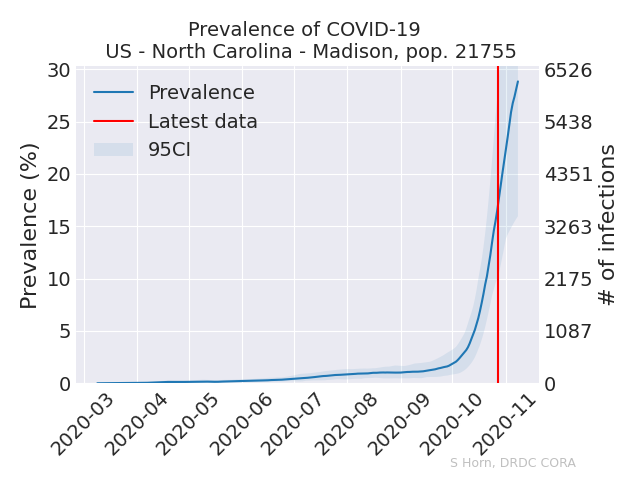 Prevalence of COVID-19
US - North Carolina - Madison, pop. 21755
Prevalence (%)
30
25
20
15
10
5
0
Prevalence
Latest data
95CI
6526
5438
4351
3263
2175
1087
0
# of infections
2020-03
2020-04
2020-05
2020-06
2020-07
2020-08
2020-09
2020-10
2020-11
S Horn, DRDC CORA